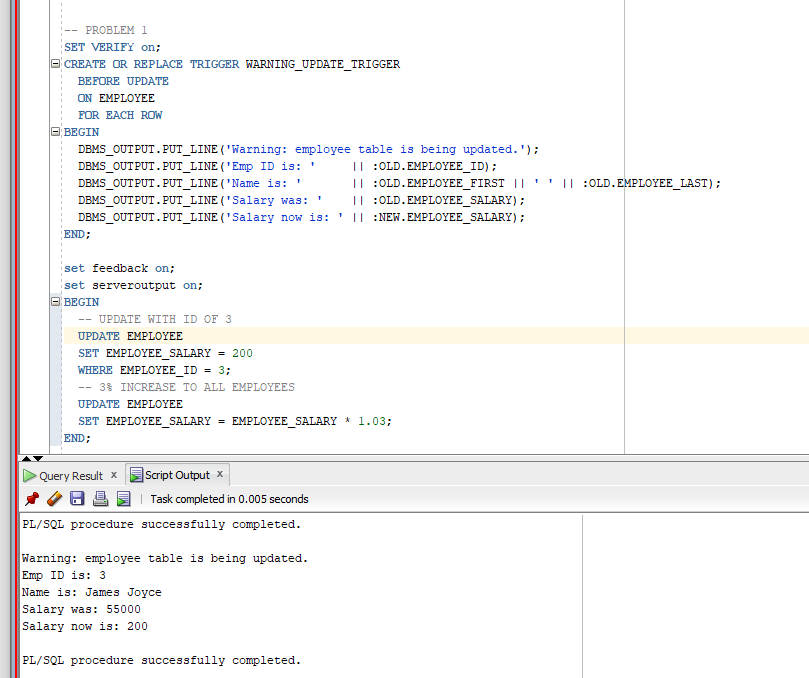 -- PROBLEM 1
SET VERIFY on;
CREATE OR REPLACE TRIGGER WARNING_UPDATE_TRIGGER
  BEFORE UPDATE
  ON EMPLOYEE
  FOR EACH ROW
BEGIN
  DBMS_OUTPUT.PUT_LINE('Warning: employee table is being updated.');
  DBMS_OUTPUT.PUT_LINE('Emp ID is: '     || :OLD.EMPLOYEE_ID);
  DBMS_OUTPUT.PUT_LINE('Name is: '       || :OLD.EMPLOYEE_FIRST || ' ' || :OLD.EMPLOYEE_LAST);
  DBMS_OUTPUT.PUT_LINE('Salary was: '    || :OLD.EMPLOYEE_SALARY);
  DBMS_OUTPUT.PUT_LINE('Salary now is: ' || :NEW.EMPLOYEE_SALARY);
END;
set feedback on;
set serveroutput on;
BEGIN
  -- UPDATE WITH ID OF 3
  UPDATE EMPLOYEE
  SET EMPLOYEE_SALARY = 200
  WHERE EMPLOYEE_ID = 3;
  -- 3% INCREASE TO ALL EMPLOYEES
  UPDATE EMPLOYEE
  SET EMPLOYEE_SALARY = EMPLOYEE_SALARY * 1.03;
END;
Query Result x Script Output x
Task completed in 0.005 seconds
PL/SQL procedure successfully completed.
Warning: employee table is being updated.
Emp ID is: 3
Name is: James Joyce
Salary was: 55000
Salary now is: 200
PL/SQL procedure successfully completed.